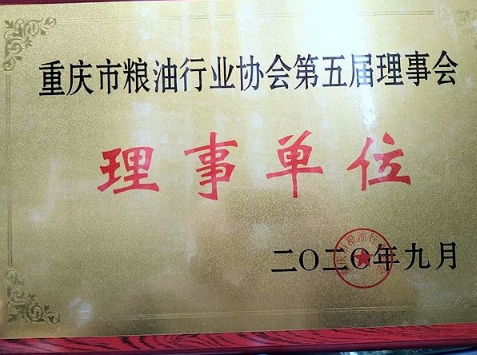 重庆市粮油行业协会第五届理事会
理事单位
二〇二〇年九月